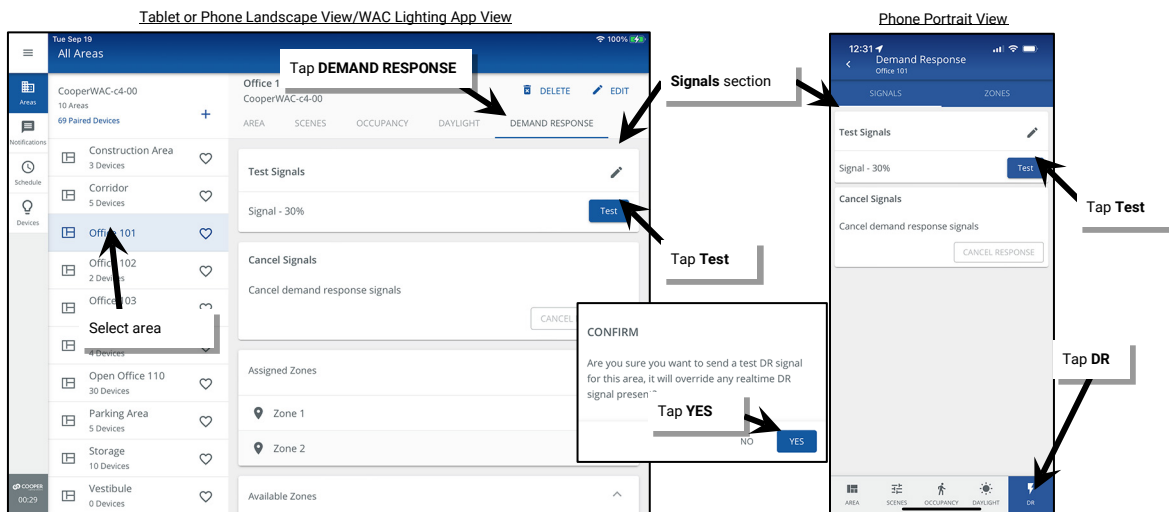 Tablet or Phone Landscape View/WAC Lighting App View
Tue Sep 19
100%
All Areas
Areas
Notifications
Schedule
Devices
COOPER
00:29
CooperWAC-c4-00
10 Areas
69 Paired Devices
Construction Area
3 Devices
Corridor
5 Devices
Office 101
Office 102
2 Devices
Office 103
Select area
4 Devices
Open Office 110
30 Devices
Parking Area
5 Devices
Storage
10 Devices
Vestibule
0 Devices
Tap DEMAND RESPONSE
Office 1
CooperWAC-c4-00
DELETE
EDIT
AREA SCENES OCCUPANCY DAYLIGHT DEMAND RESPONSE
Test Signals
Signal - 30%
Test
Cancel Signals
Cancel demand response signals
CANCEL
Assigned Zones
Zone 1
Zone 2
Available Zones
Signals section
Tap Test
CONFIRM
Are you sure you want to send a test DR signal
for this area, it will override any realtime DR
signal present?
Tap YES
NO YES
Phone Portrait View
12:31
Demand Response
Office 101
SIGNALS ZONES
Test Signals
Signal - 30%
Test
Cancel Signals
Cancel demand response signals
CANCEL RESPONSE
Tap Test
Tap DR
AREA SCENES OCCUPANCY DAYLIGHT DR